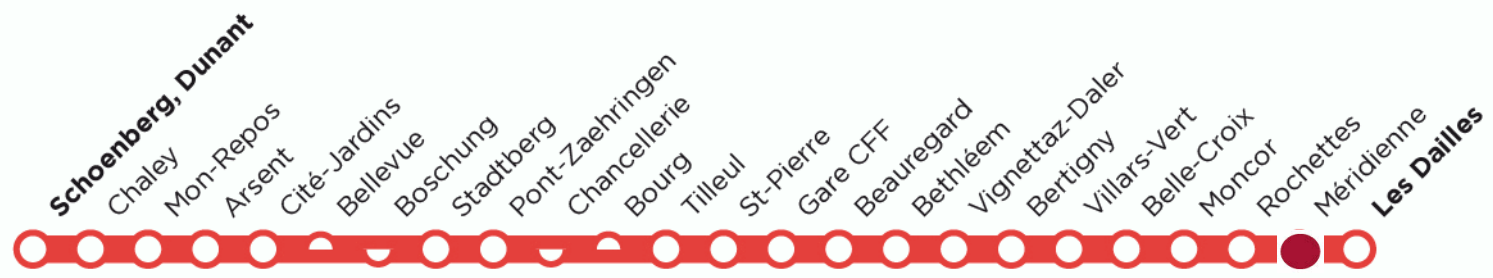 Schoenberg, Dunant
Chaley
Mon-Repos
Arsent
Cité-Jardins
Bellevue
Boschung
Stadtberg
Pont-Zaehringen
Chancellerie
Bourg
Tilleul
St-Pierre
Gare CFF
Beauregard
Bethléem
Vignettaz-Daler
Bertigny
Villars-Vert
Belle-Croix
Moncor
Rochettes
Méridienne
Les Dailles